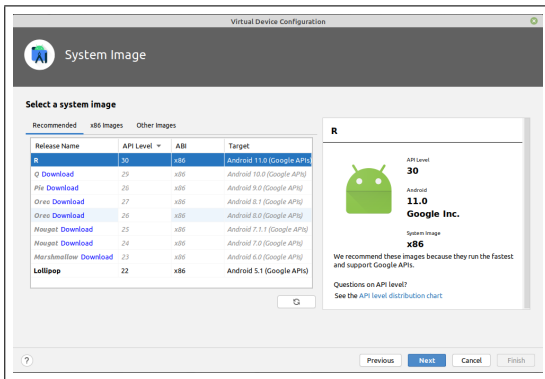 Virtual Device Configuration
System Image
Select a system image
Recommended x86 Images Other Images
Release Name API Level ABI Target
R 30 x86 Android 11.0 (Google APIs)
Q Download 29 x86 Android 10.0 (Google APIs)
Pie Download 28 x86 Android 9.0 (Google APIs)
Oreo Download 27 x86 Android 8.1 (Google APIs)
Oreo Download 26 x86 Android 8.0 (Google APIs)
Nougat Download 25 x86 Android 7.1.1 (Google APIs)
Nougat Download 24 x86 Android 7.0 (Google APIs)
Marshmallow Download 23 x86 Android 6.0 (Google APIs)
Lollipop 22 x86 Android 5.1 (Google APIs)
R
API Level
30
Android
11.0
Google Inc.
System Image
x86
We recommend these images because they run the fastest
and support Google APIs.
Questions on API level?
See the API level distribution chart
? Previous Next Cancel Finish